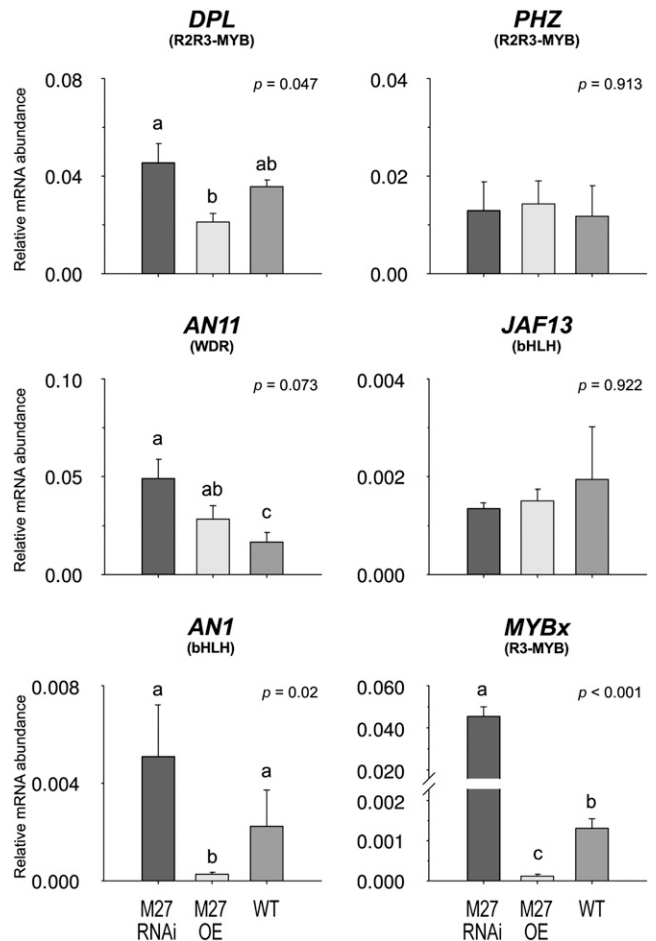 DPL
(R2R3-MYB)
Relative mRNA abundance
0.08
0.04
0.00
p = 0.047
a
b
ab
PHZ
(R2R3-MYB)
0.04
0.02
0.00
p = 0.913
AN11
(WDR)
Relative mRNA abundance
0.10
0.05
0.00
p = 0.073
a
ab
c
JAF13
(bHLH)
0.004
0.002
0.000
p = 0.922
AN1
(bHLH)
Relative mRNA abundance
0.008
0.004
0.000
p = 0.02
a
b
a
M27
RNAi
M27
OE
WT
MYBx
(R3-MYB)
0.060
0.040
0.020
0.002
0.001
0.000
p < 0.001
a
c
b
M27
RNAi
M27
OE
WT